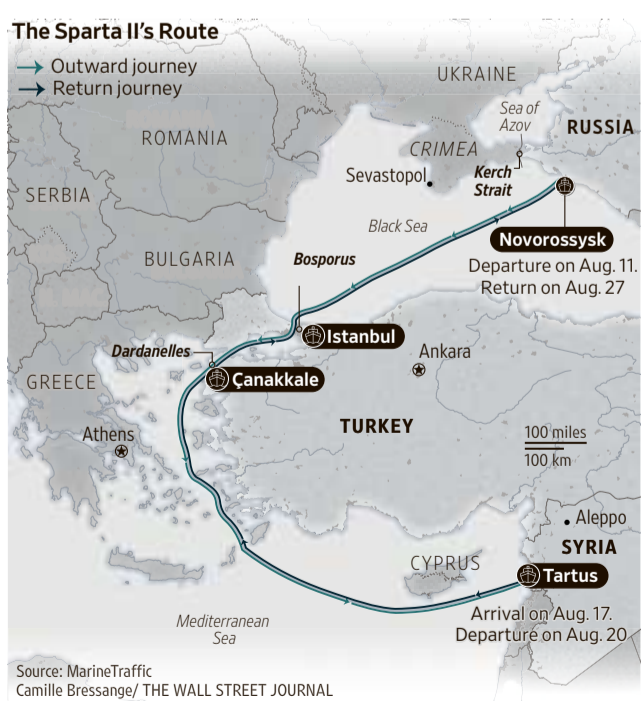 The Sparta II's Route
Outward journey
Return journey
UKRAINE
Sea of
Azov
RUSSIA
ROMANIA
CRIMEA
Kerch
Strait
Sevastopol
SERBIA
Black Sea
Novorossysk
Departure on Aug. 11.
Return on Aug. 27
BULGARIA
Bosporus
Istanbul
Dardanelles
Ankara
Çanakkale
GREECE
TURKEY
Athens
100 miles
100 km
Aleppo
SYRIA
CYPRUS
Tartus
Arrival on Aug. 17.
Departure on Aug. 20
Mediterranean
Sea
Source: MarineTraffic
Camille Bressange/ THE WALL STREET JOURNAL